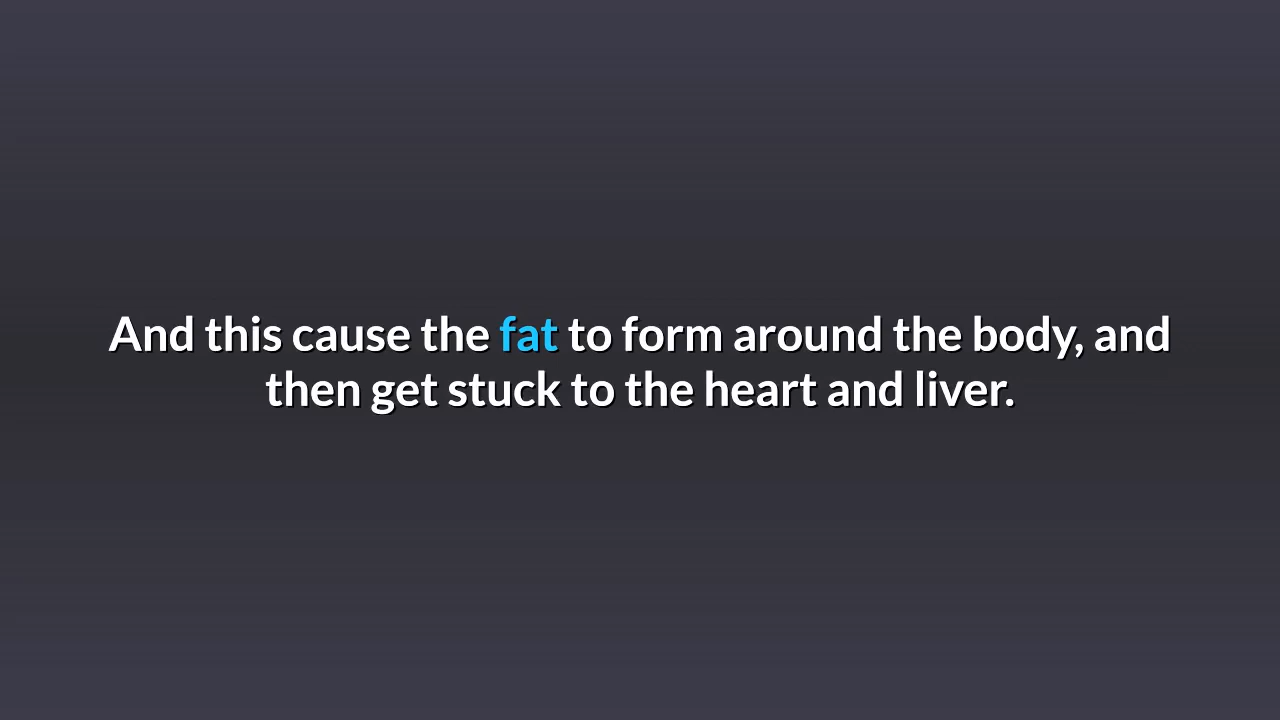 And this cause the fat to form around the body, and
then get stuck to the heart and liver.